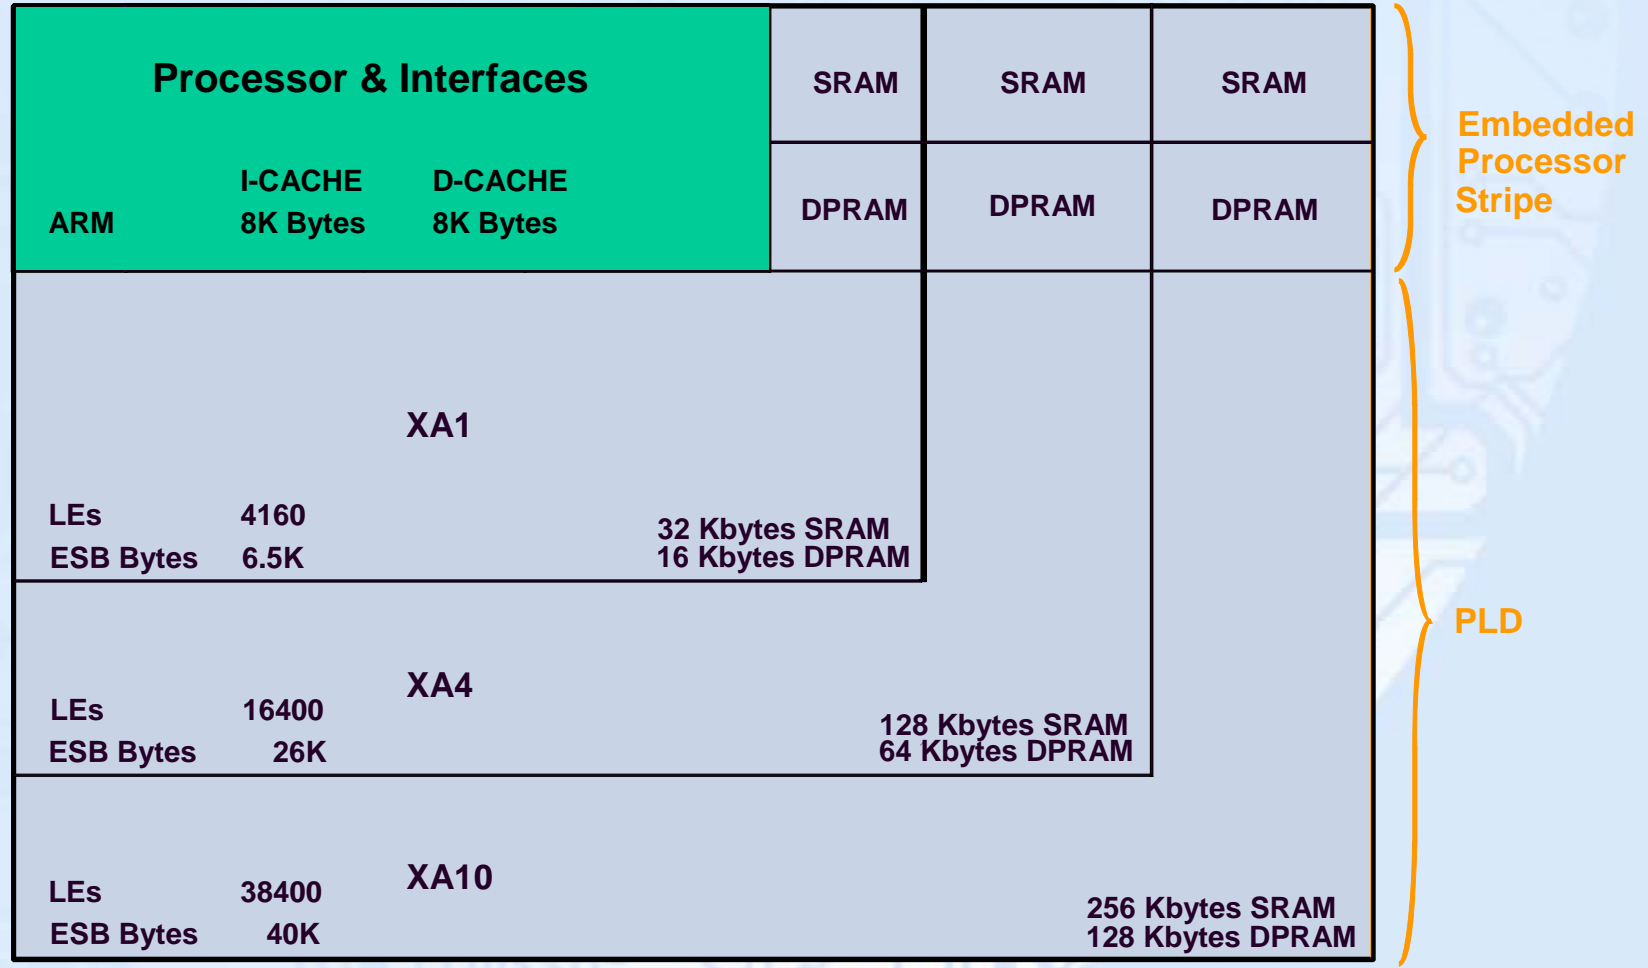 Processor & Interfaces
SRAM
SRAM
SRAM
I-CACHE D-CACHE
ARM 8K Bytes 8K Bytes
DPRAM
DPRAM
DPRAM
Embedded
Processor
Stripe
XA1
LEs 4160
ESB Bytes 6.5K
32 Kbytes SRAM
16 Kbytes DPRAM
XA4
LEs 16400
ESB Bytes 26K
128 Kbytes SRAM
64 Kbytes DPRAM
PLD
XA10
LEs 38400
ESB Bytes 40K
256 Kbytes SRAM
128 Kbytes DPRAM